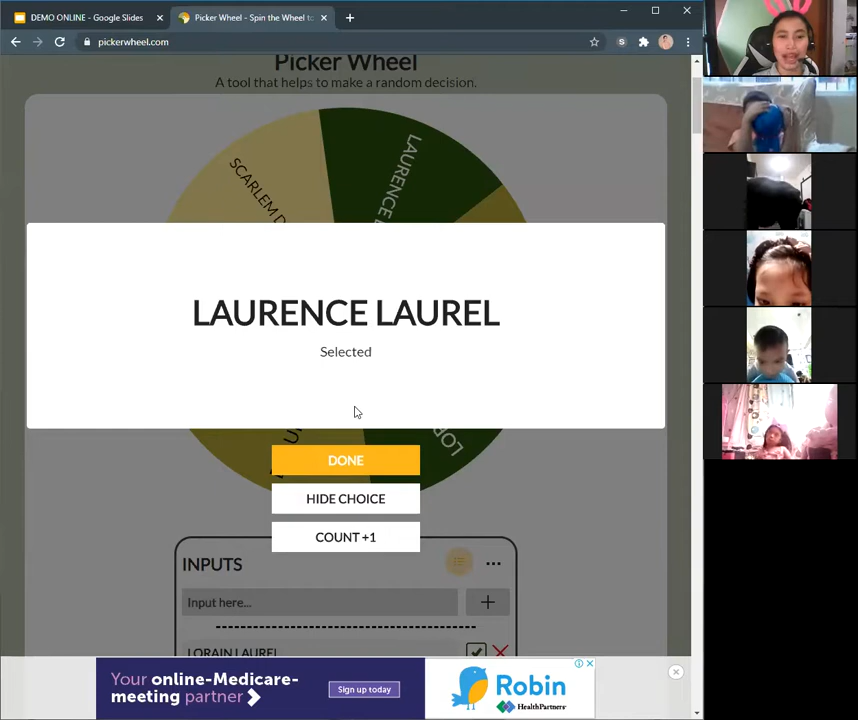 DEMO ONLINE - Google Slides
Picker Wheel - Spin the Wheel to
pickerwheel.com
S
Picker Wheel
A tool that helps to make a random decision.
SCARLEM D
LAURENCE
LAURENCE LAUREL
Selected
LOR
DONE
HIDE CHOICE
COUNT +1
INPUTS
Input here...
LORAIN LAUREL
Your online-Medicare-
meeting partner
Sign up today
Robin
HealthPartners